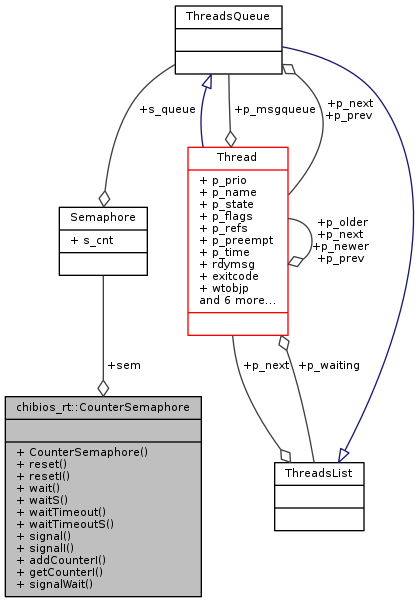 ThreadsQueue
+s_queue
+p_msgqueue
+p_next
+p_prev
Thread
+ p_prio
+ p_name
+ p_state
+ p_flags
+ p_refs
+ p_preempt
+ p_time
+ rdymsg
+ exitcode
+ wtobjp
and 6 more...
+p_older
+p_next
+p_newer
+p_prev
Semaphore
+ s_cnt
+sem
+p_next
+p_waiting
chibios_rt::CounterSemaphore
+ CounterSemaphore()
+ reset()
+ resetI()
+ wait()
+ waitS()
+ waitTimeout()
+ waitTimeoutS()
+ signal()
+ signalI()
+ addCounterI()
+ getCounterI()
+ signalWait()
ThreadsList